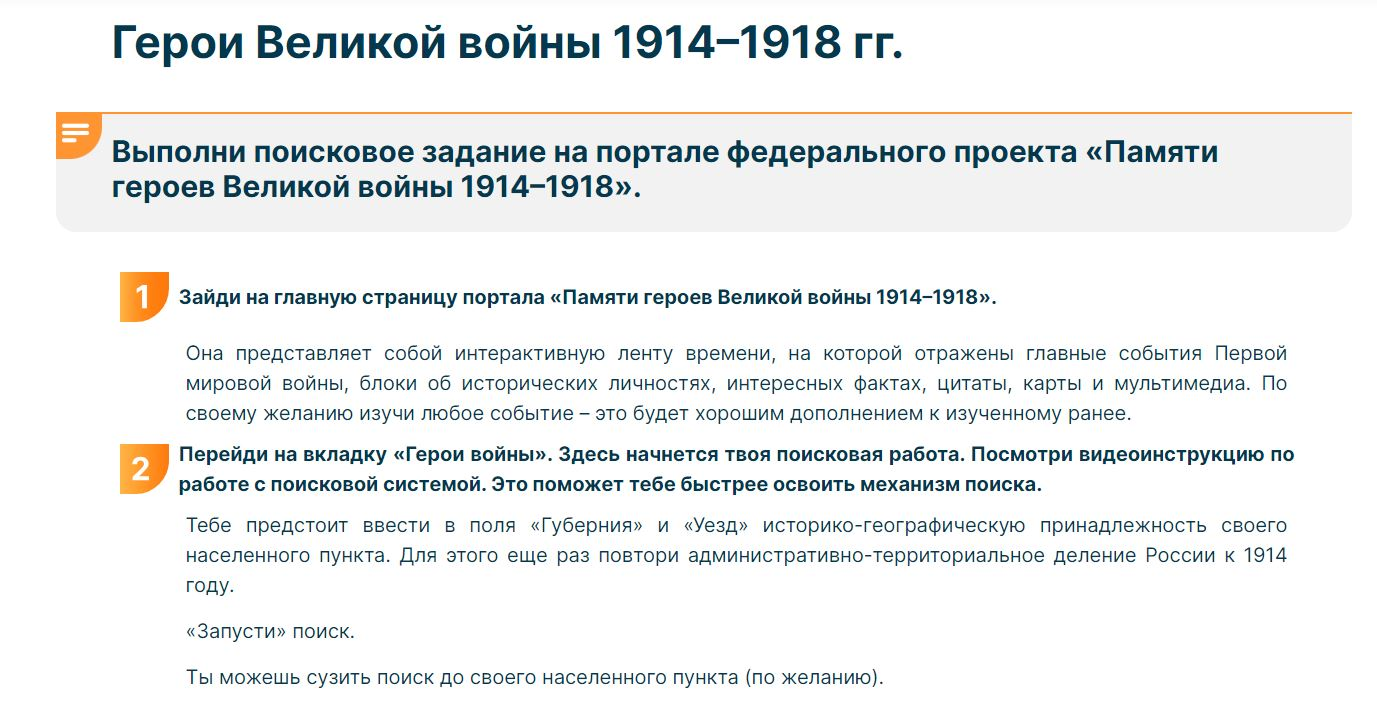 Герои Великой войны 1914–1918 гг.
Выполни поисковое задание на портале федерального проекта «Памяти
героев Великой войны 1914–1918».
1
Зайди на главную страницу портала «Памяти героев Великой войны 1914–1918».
Она представляет собой интерактивную ленту времени, на которой отражены главные события Первой
мировой войны, блоки об исторических личностях, интересных фактах, цитаты, карты и мультимедиа. По
своему желанию изучи любое событие – это будет хорошим дополнением к изученному ранее.
2
Перейди на вкладку «Герои войны». Здесь начнется твоя поисковая работа. Посмотри видеоинструкцию по
работе с поисковой системой. Это поможет тебе быстрее освоить механизм поиска.
Тебе предстоит ввести в поля «Губерния» и «Уезд» историко-географическую принадлежность своего
населенного пункта. Для этого еще раз повтори административно-территориальное деление России к 1914
году.
«Запусти» поиск.
Ты можешь сузить поиск до своего населенного пункта (по желанию).